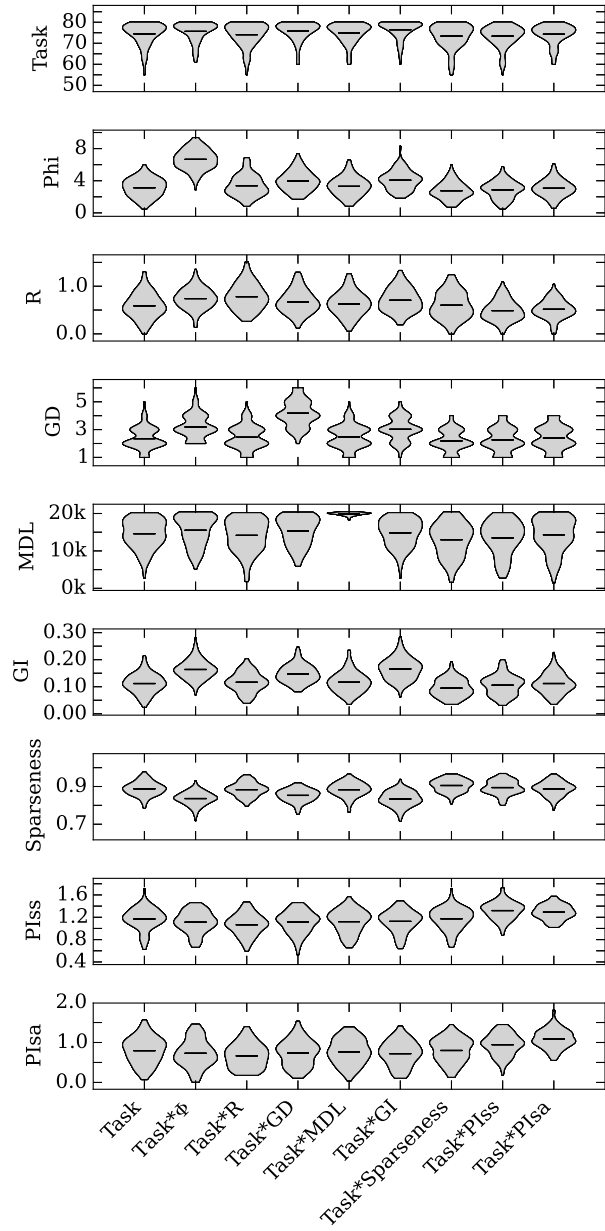 Task
80
70
60
50
Phi
8
4
0
R
1.0
0.0
GD
5
3
1
MDL
20k
10k
0k
GI
0.30
0.20
0.10
0.00
Sparseness
0.9
0.7
PIss
1.6
1.2
0.8
0.4
PIsa
2.0
1.0
0.0
Task
Task*Φ
Task*R
Task*GD
Task*MDL
Task*GI
Task*Sparseness
Task*PIss
Task*PIsa